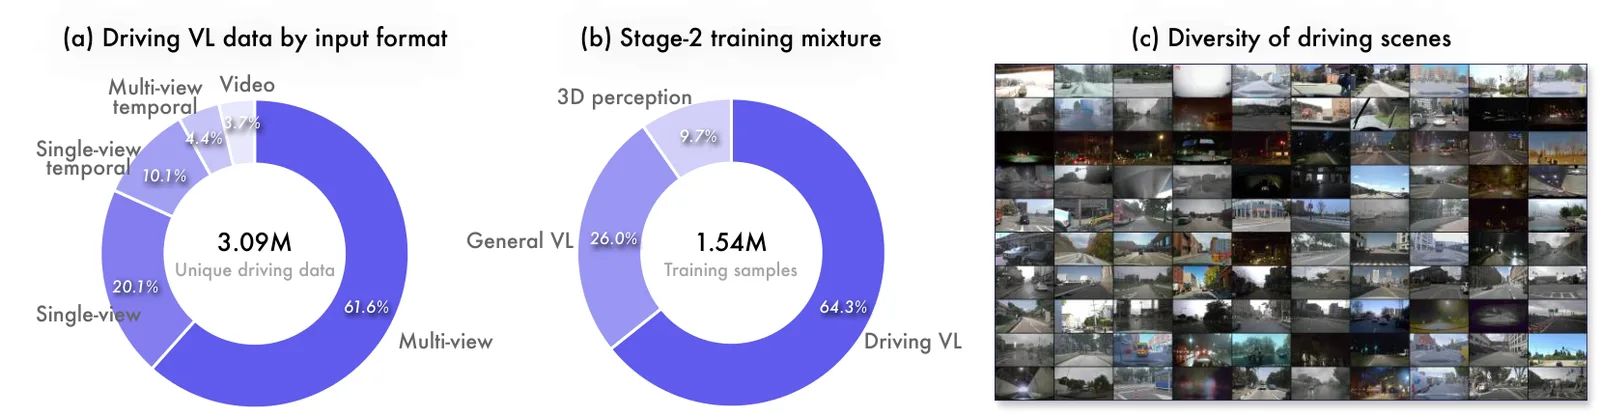 (a) Driving VL data by input format
Multi-view
temporal
Video
3.7%
4.4%
Single-view
temporal
10.1%
3.09M
Unique driving data
20.1%
Single-view
61.6%
Multi-view
(b) Stage-2 training mixture
3D perception
9.7%
General VL
26.0%
1.54M
Training samples
64.3%
Driving VL
(c) Diversity of driving scenes